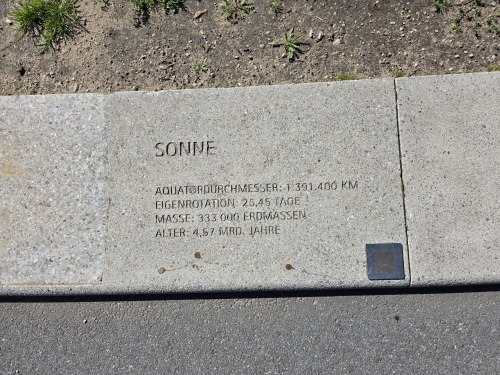 SONNE
ÄQUATORDURCHMESSER: 1.391.400 KM
EIGENROTATION: 25,45 TAGE
MASSE: 333.000 ERDMASSEN
ALTER: 4,57 MRD. JAHRE